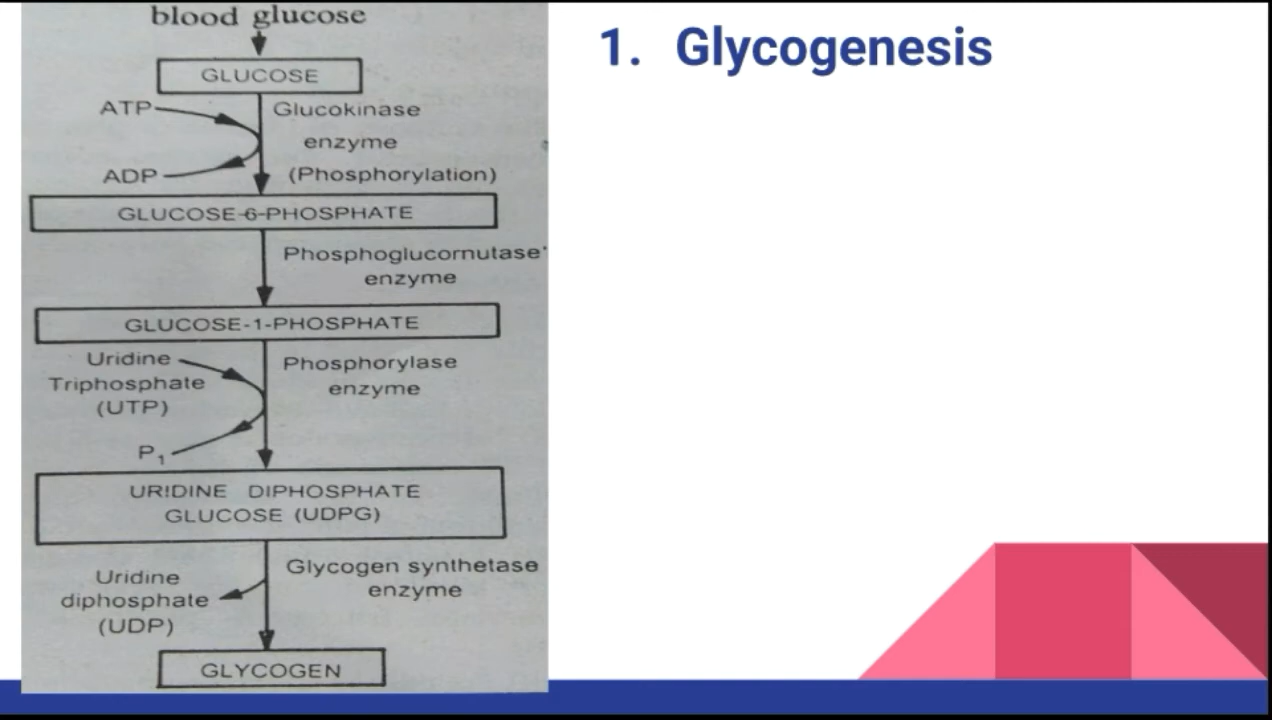 blood glucose
GLUCOSE
ATP
Glucokinase
enzyme
ADP
(Phosphorylation)
GLUCOSE-6-PHOSPHATE
Phosphoglucornutase
enzyme
GLUCOSE-1-PHOSPHATE
Uridine
Triphosphate
(UTP)
Phosphorylase
enzyme
P1
URIDINE DIPHOSPHATE
GLUCOSE (UDPG)
Uridine
diphosphate
(UDP)
Glycogen synthetase
enzyme
GLYCOGEN
1. Glycogenesis